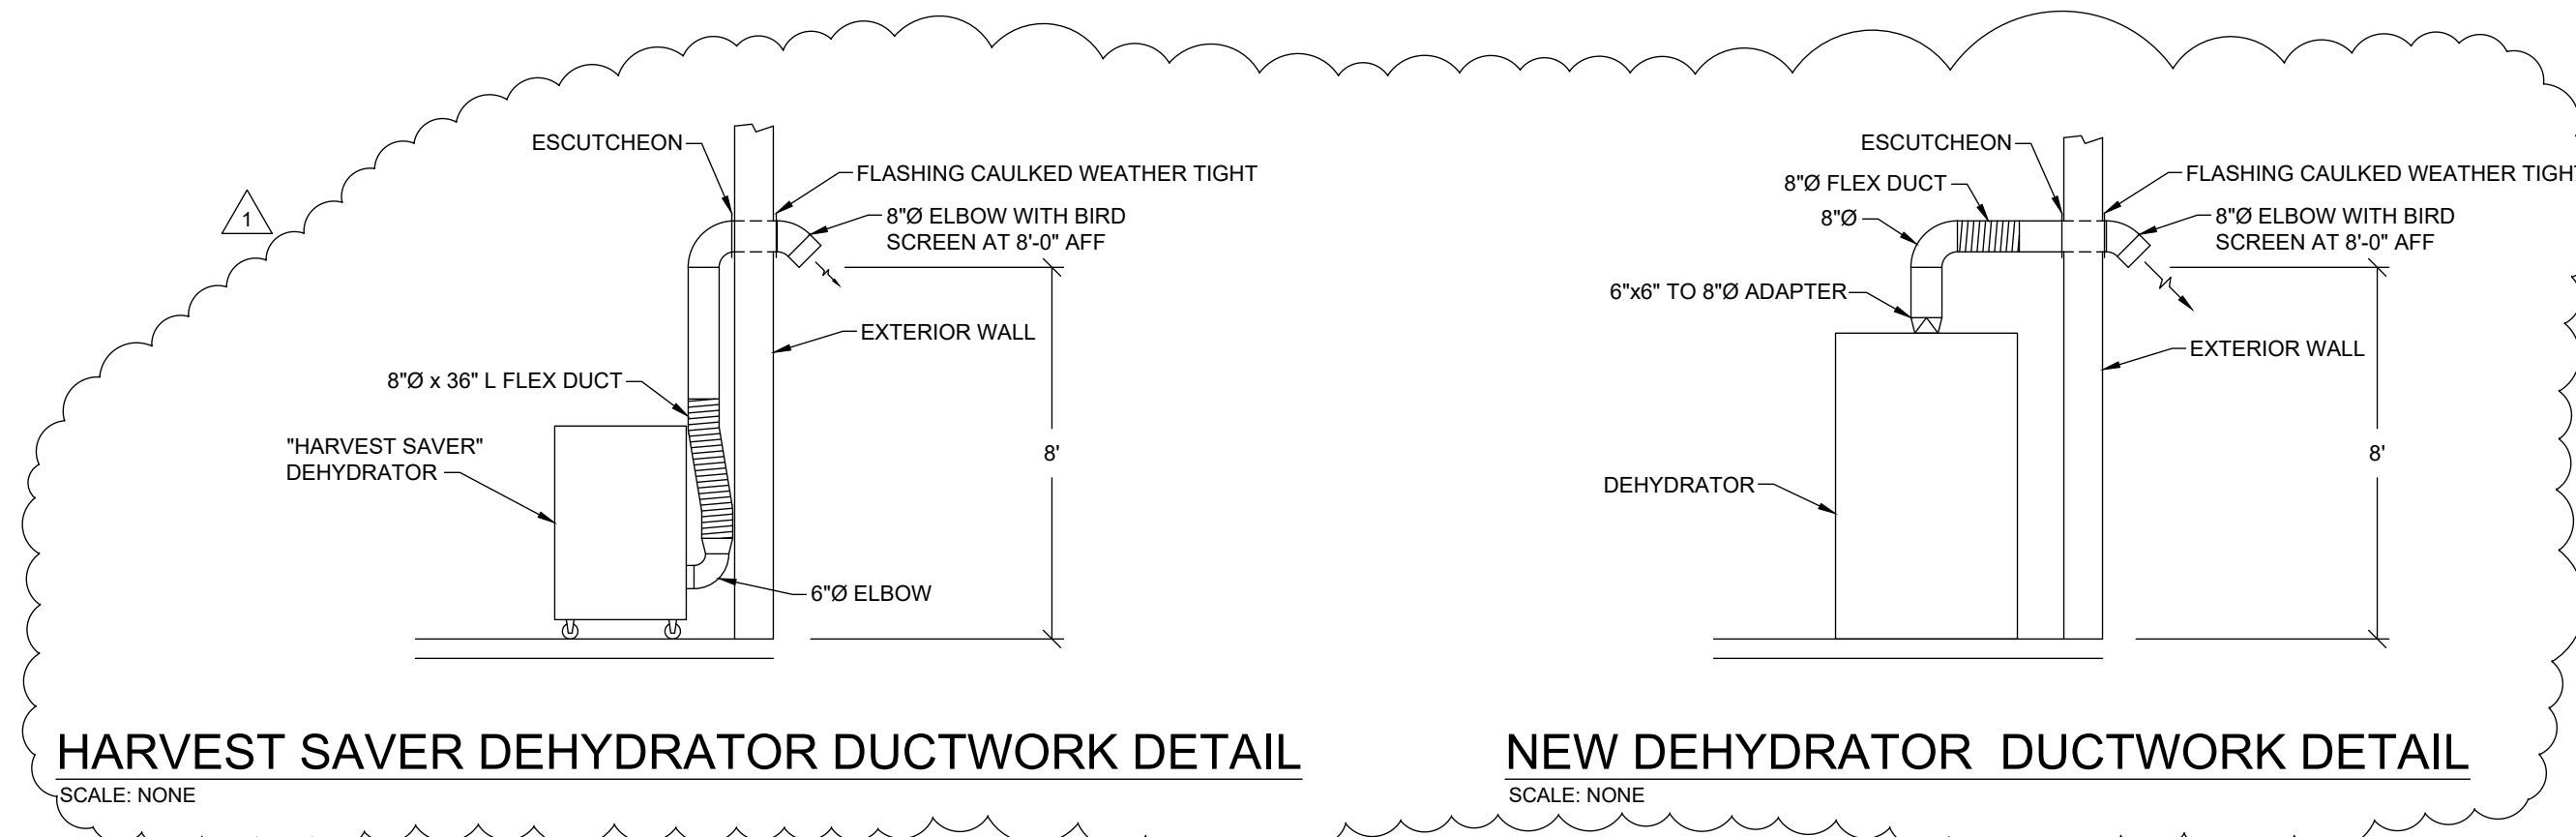 1
ESCUTCHEON
FLASHING CAULKED WEATHER TIGHT
8"Ø ELBOW WITH BIRD
SCREEN AT 8'-0" AFF
EXTERIOR WALL
8"Ø x 36" L FLEX DUCT
"HARVEST SAVER"
DEHYDRATOR
8'
6"Ø ELBOW
HARVEST SAVER DEHYDRATOR DUCTWORK DETAIL
SCALE: NONE
ESCUTCHEON
8"Ø FLEX DUCT
8"Ø
FLASHING CAULKED WEATHER TIGHT
8"Ø ELBOW WITH BIRD
SCREEN AT 8'-0" AFF
6"x6" TO 8"Ø ADAPTER
EXTERIOR WALL
8'
DEHYDRATOR
NEW DEHYDRATOR DUCTWORK DETAIL
SCALE: NONE